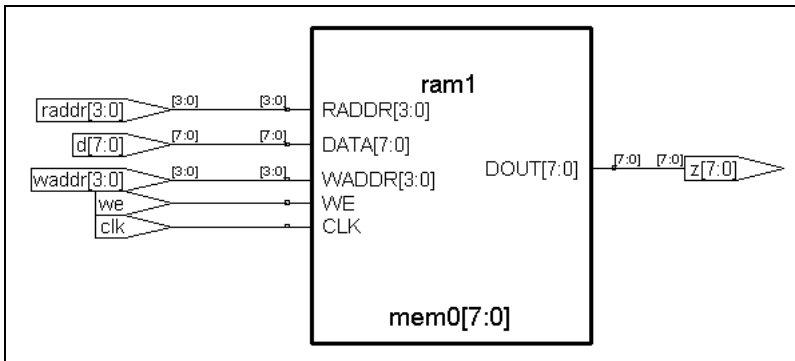 ram1
raddr[3:0] [3:0] [3:0] RADDR[3:0]
d[7:0] [7:0] [7:0] DATA[7:0]
waddr[3:0] [3:0] [3:0] WADDR[3:0]
DOUT[7:0] [7:0] [7:0] z[7:0]
we WE
clk CLK
mem0[7:0]